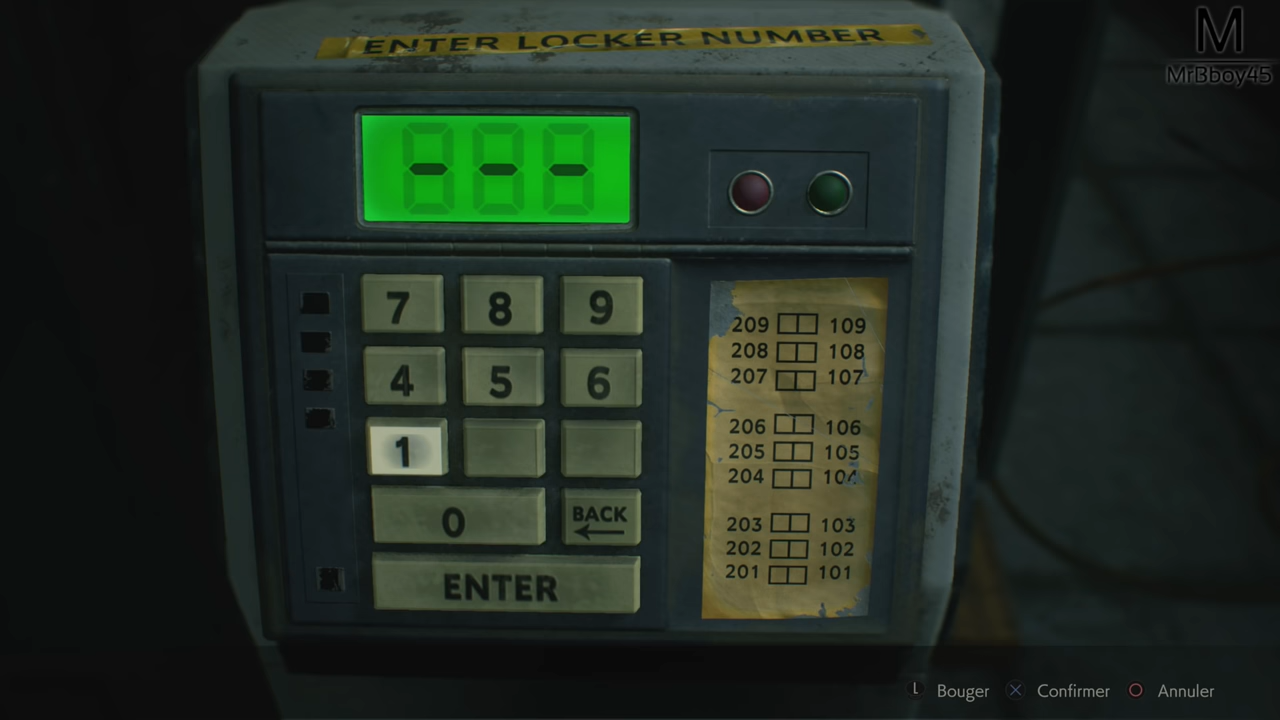 ENTER LOCKER NUMBER
M
MrBboy45
7 8 9
4 5 6
1
0 BACK
ENTER
209 109
208 108
207 107
206 106
205 105
204 104
203 103
202 102
201 101
L Bouger Confirmer Annuler